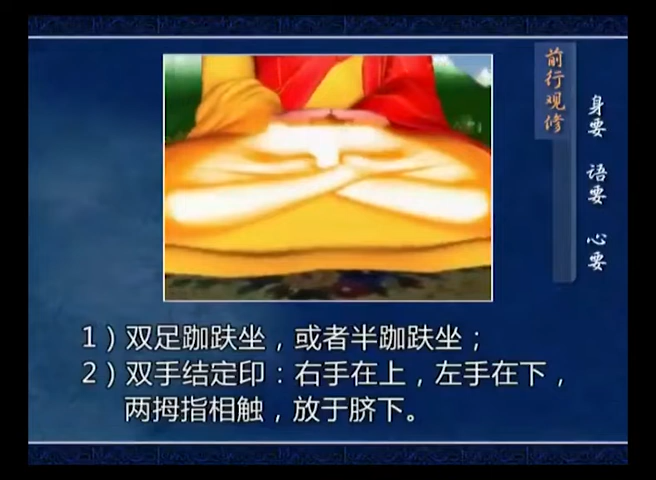 前行观修
身要 语要 心要
1）双足跏趺坐，或者半跏趺坐；
2）双手结定印：右手在上，左手在下，
两拇指相触，放于脐下。